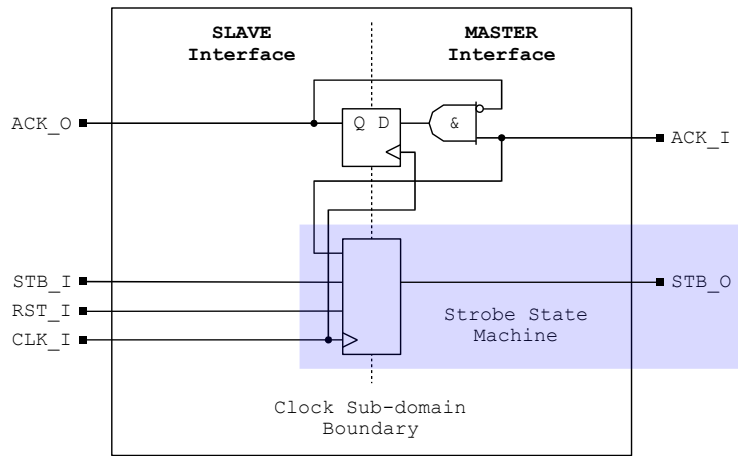 SLAVE MASTER
Interface Interface
ACK_O Q D & ACK_I
STB_I STB_O
RST_I Strobe State
CLK_I Machine
Clock Sub-domain
Boundary